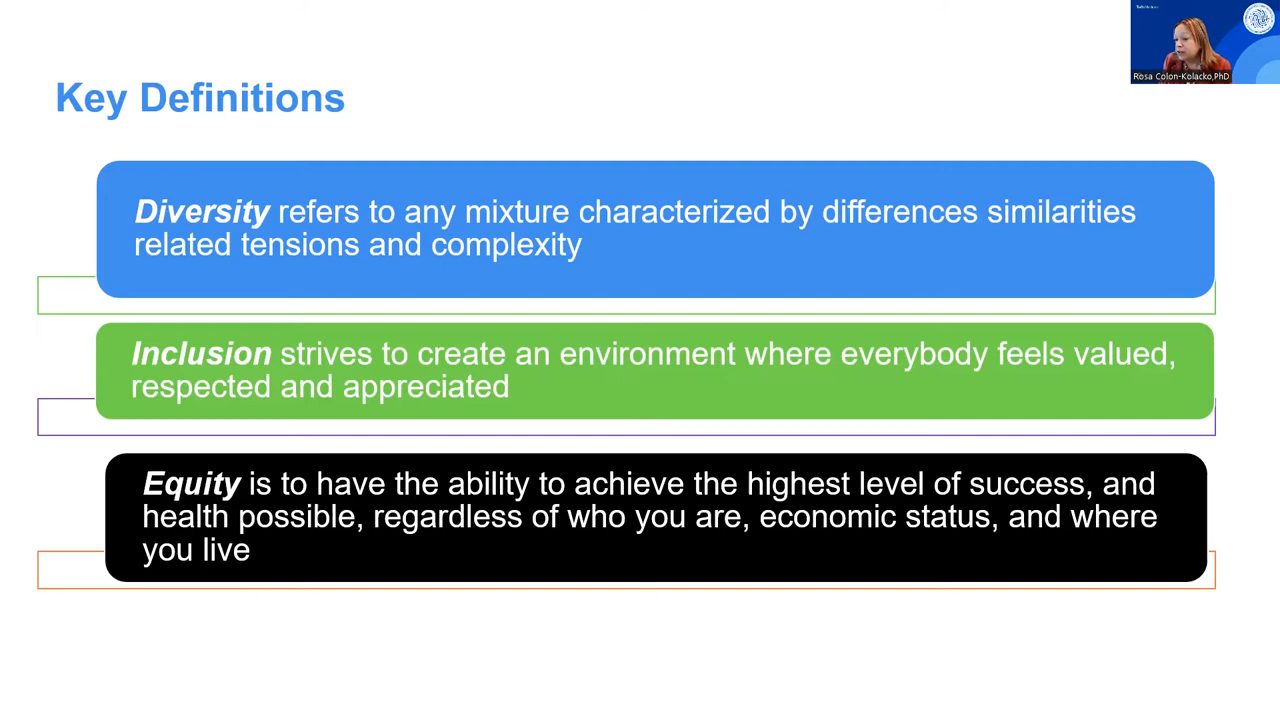 Rosa Colon-Kolacko,PhD
Key Definitions
Diversity refers to any mixture characterized by differences similarities
related tensions and complexity
Inclusion strives to create an environment where everybody feels valued,
respected and appreciated
Equity is to have the ability to achieve the highest level of success, and
health possible, regardless of who you are, economic status, and where
you live